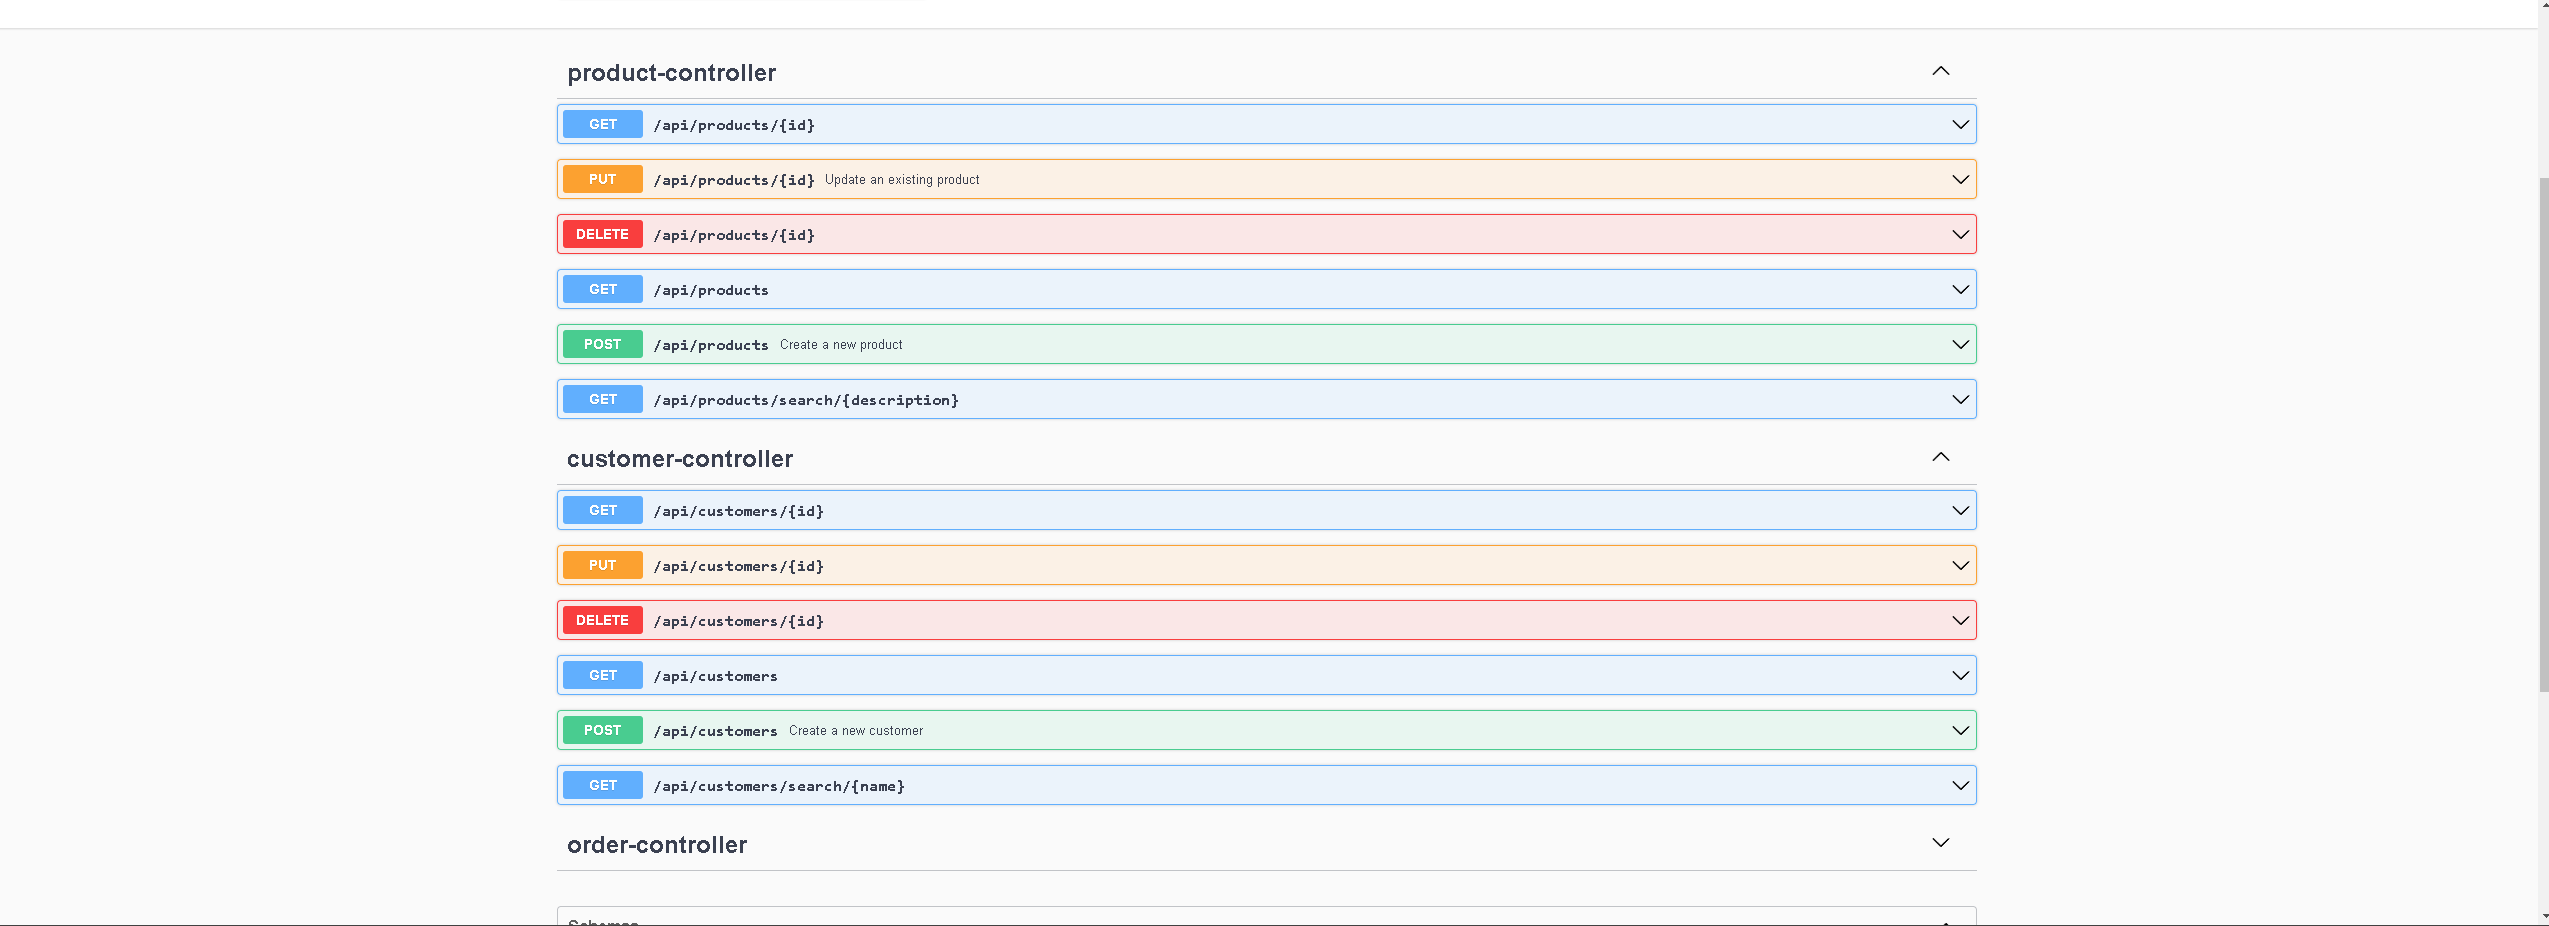 product-controller
GET /api/products/{id}
PUT /api/products/{id} Update an existing product
DELETE /api/products/{id}
GET /api/products
POST /api/products Create a new product
GET /api/products/search/{description}
customer-controller
GET /api/customers/{id}
PUT /api/customers/{id}
DELETE /api/customers/{id}
GET /api/customers
POST /api/customers Create a new customer
GET /api/customers/search/{name}
order-controller
Schemas